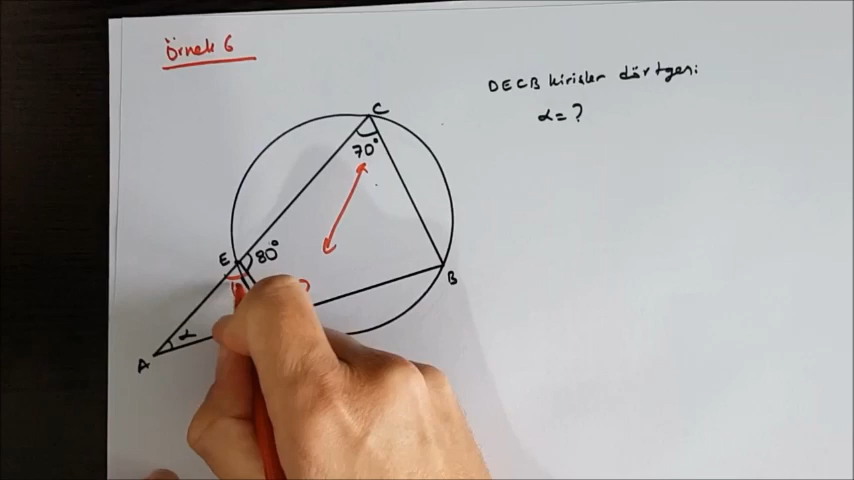 Örnek 6
DECB kirişler dörtgeni
α = ?
C
70°
E
80°
B
α
A